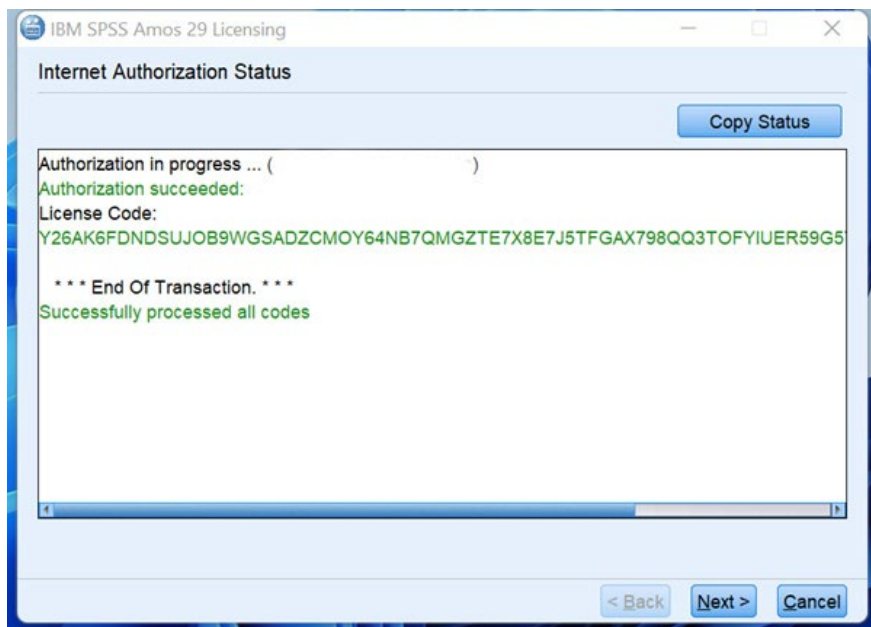 IBM SPSS Amos 29 Licensing
Internet Authorization Status
Copy Status
Authorization in progress ... ( )
Authorization succeeded:
License Code:
Y26AK6FDNDSUJOB9WGSADZCMOY64NB7QMGZTE7X8E7J5TFGAX798QQ3TOFYIUER59G5
* * * End Of Transaction. * * *
Successfully processed all codes
< Back Next > Cancel